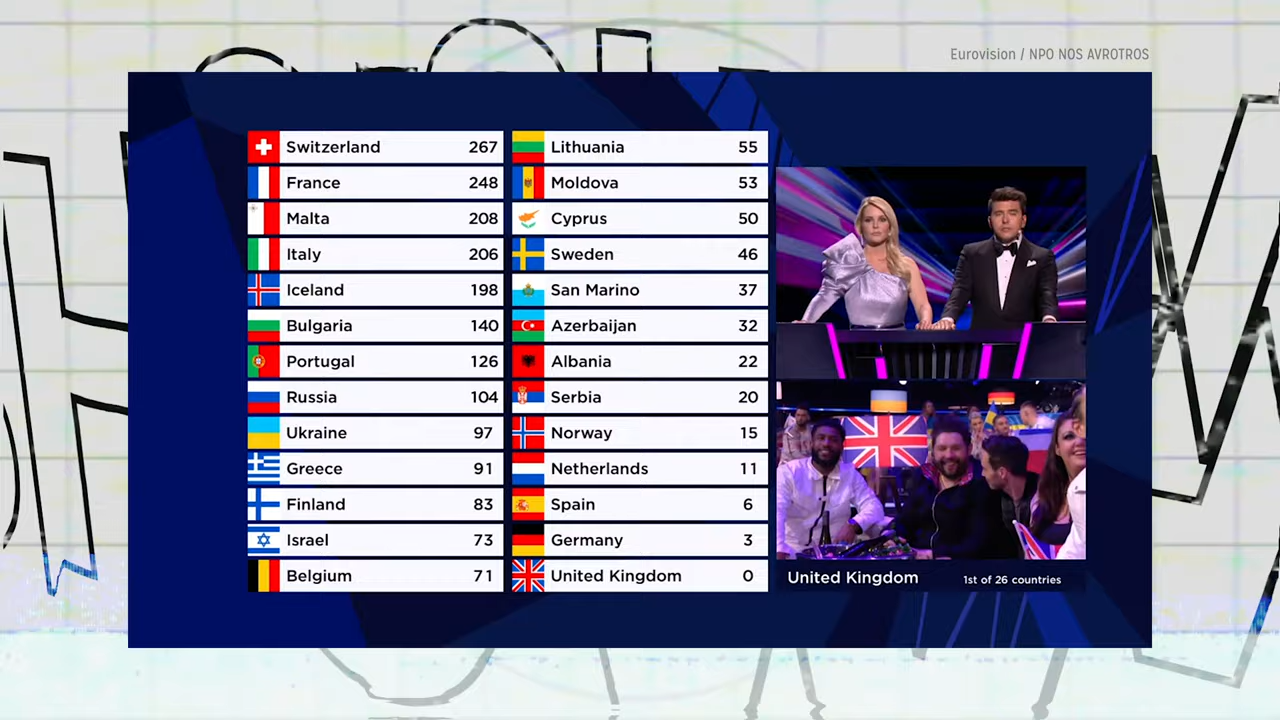 Eurovision / NPO NOS AVROTROS
Switzerland 267
France 248
Malta 208
Italy 206
Iceland 198
Bulgaria 140
Portugal 126
Russia 104
Ukraine 97
Greece 91
Finland 83
Israel 73
Belgium 71
Lithuania 55
Moldova 53
Cyprus 50
Sweden 46
San Marino 37
Azerbaijan 32
Albania 22
Serbia 20
Norway 15
Netherlands 11
Spain 6
Germany 3
United Kingdom 0
United Kingdom 1st of 26 countries